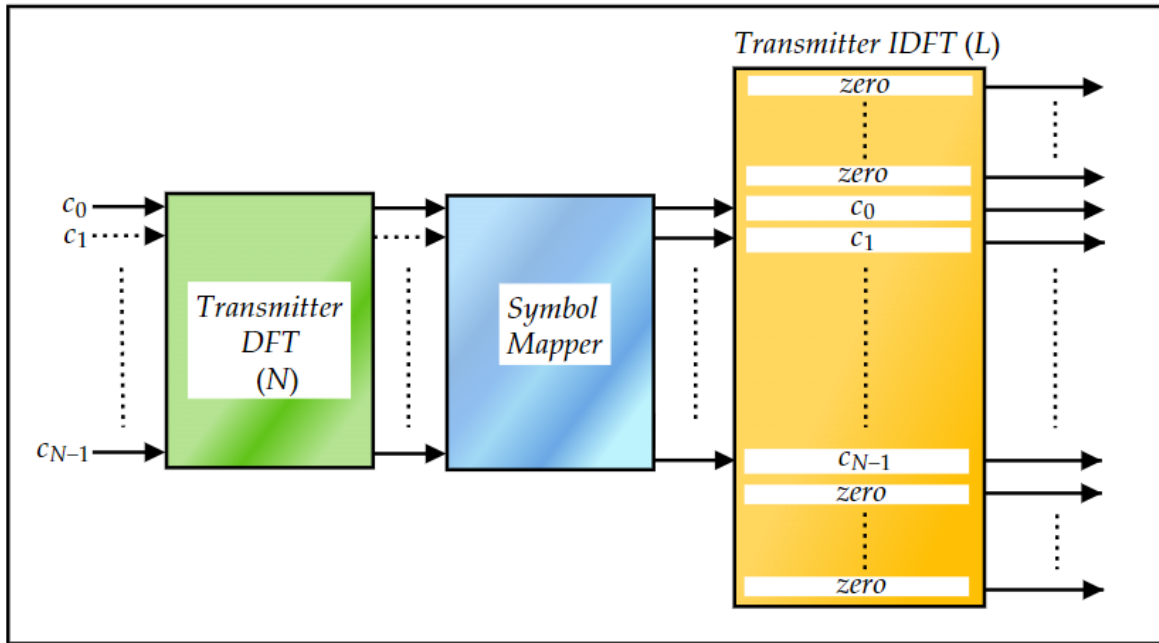 Transmitter IDFT (L)
zero
zero
c0
c1
c0
c1
Transmitter
DFT
(N)
Symbol
Mapper
cN–1
cN–1
zero
zero